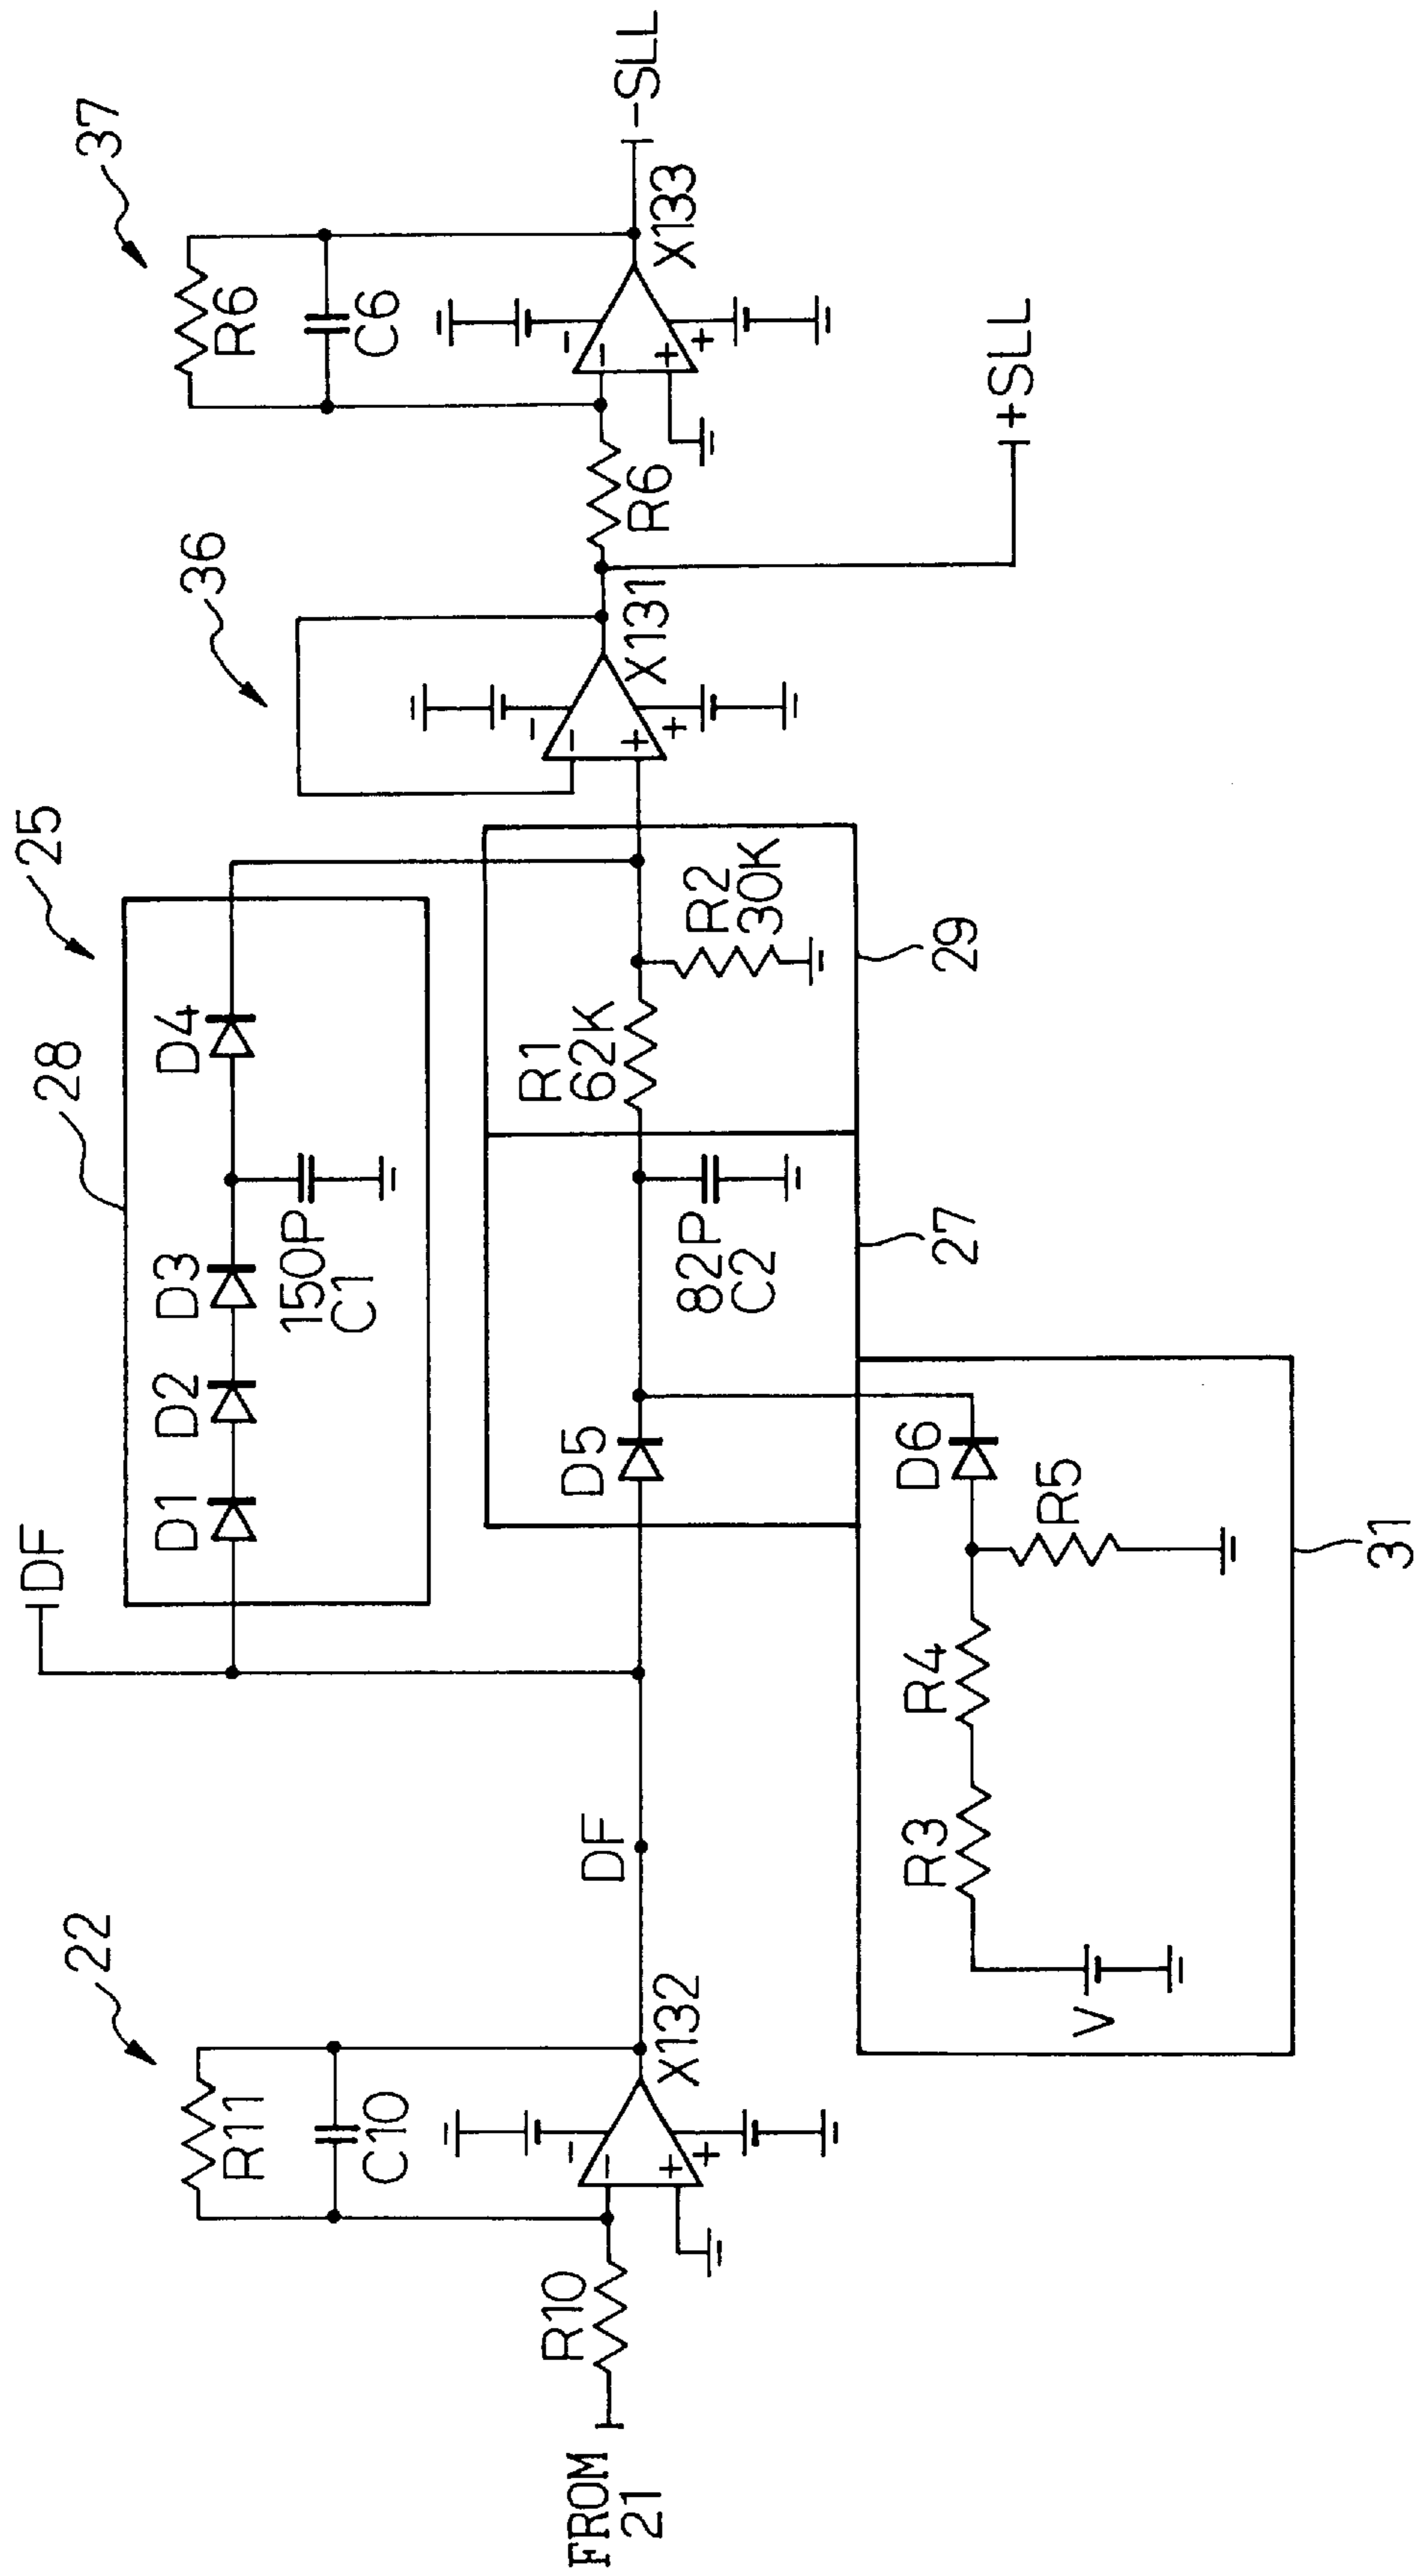 22
R11
C10
R10
FROM
21
-
-
+
+
X132
DF
DF
25
28
D1
D2
D3
D4
150P
C1
D5
82P
C2
R1
62K
R2
30K
27
29
D6
R3
R4
R5
V
31
36
-
-
+
+
X131
R6
+SLL
37
R6
C6
-
-
+
+
X133
-SLL